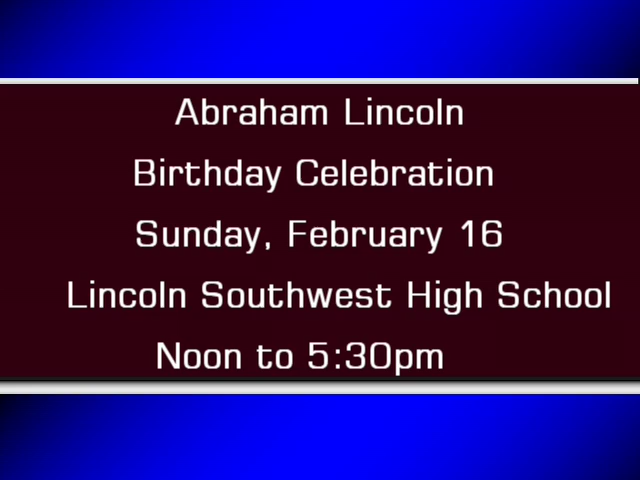 Abraham Lincoln
Birthday Celebration
Sunday, February 16
Lincoln Southwest High School
Noon to 5:30pm